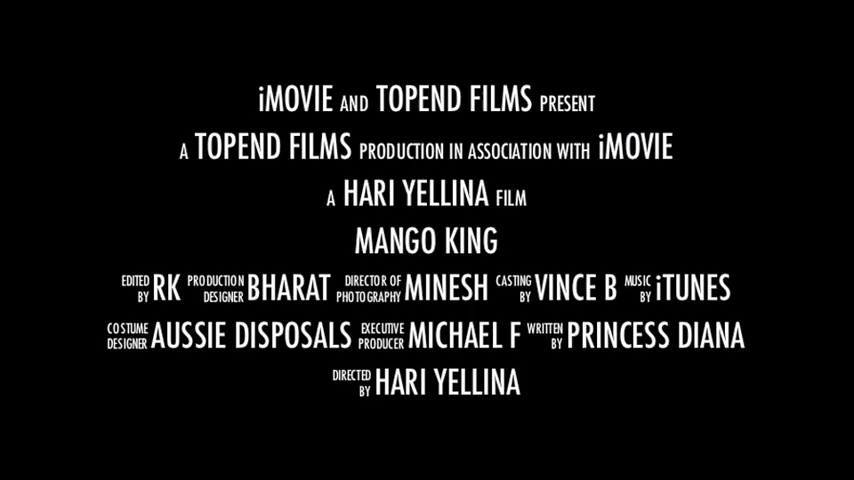 iMOVIE AND TOPEND FILMS PRESENT
A TOPEND FILMS PRODUCTION IN ASSOCIATION WITH iMOVIE
A HARI YELLINA FILM
MANGO KING
EDITED BY RK PRODUCTION DESIGNER BHARAT DIRECTOR OF PHOTOGRAPHY MINESH CASTING BY VINCE B MUSIC BY iTUNES
COSTUME DESIGNER AUSSIE DISPOSALS EXECUTIVE PRODUCER MICHAEL F WRITTEN BY PRINCESS DIANA
DIRECTED BY HARI YELLINA